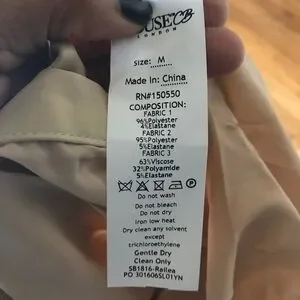 LONDON
size: M
Made in: China
RN#150550
COMPOSITION:
FABRIC 1
96%Polyester
4%Elastane
FABRIC 2
95%Polyester
5%Elastane
FABRIC 3
63%Viscose
32%Polyamide
5%Elastane
Do not wash
Do not bleach
Do not dry
Iron low heat
Dry clean any solvent
except
trichloroethylene
Gentle Dry
Clean Only
SB1816-Railea
PO 301606SL01YN